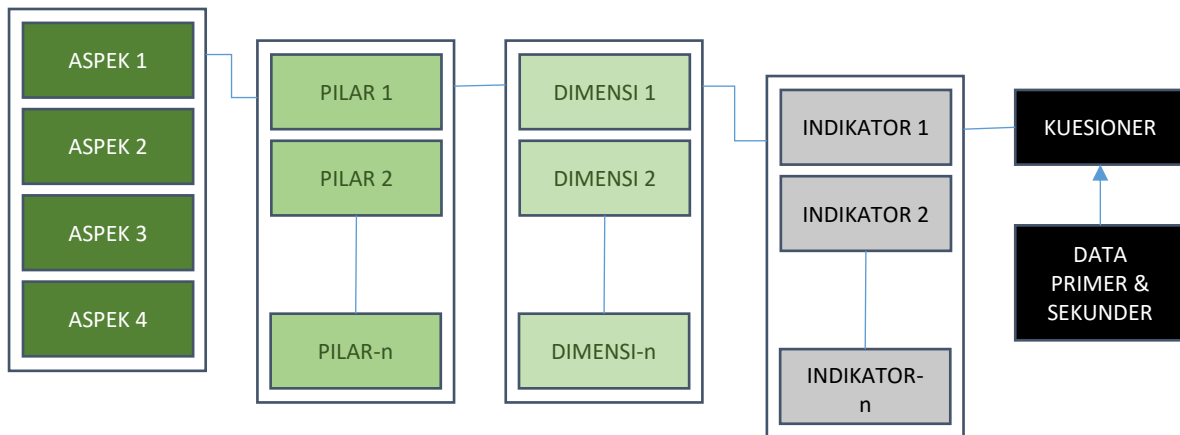 ASPEK 1
ASPEK 2
ASPEK 3
ASPEK 4
PILAR 1
PILAR 2
PILAR-n
DIMENSI 1
DIMENSI 2
DIMENSI-n
INDIKATOR 1
INDIKATOR 2
INDIKATOR-
n
KUESIONER
DATA
PRIMER &
SEKUNDER